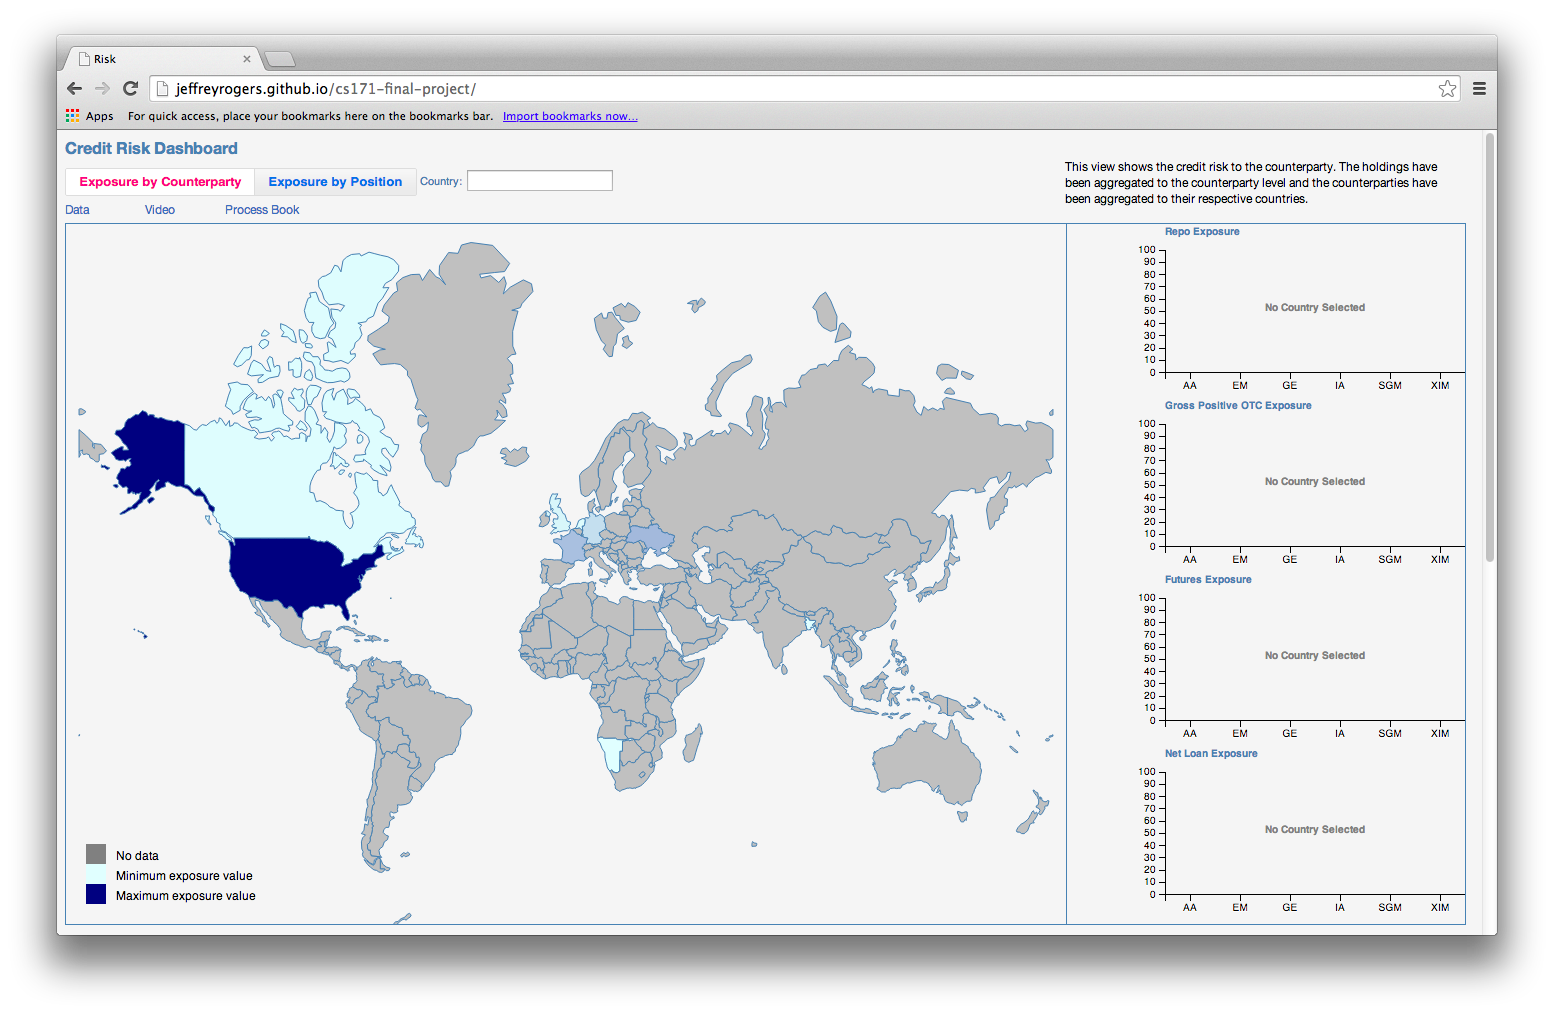 Risk
jeffreyrogers.github.io/cs171-final-project/
Apps For quick access, place your bookmarks here on the bookmarks bar. Import bookmarks now...
Credit Risk Dashboard
Exposure by Counterparty Exposure by Position Country:
Data Video Process Book
This view shows the credit risk to the counterparty. The holdings have
been aggregated to the counterparty level and the counterparties have
been aggregated to their respective countries.
No data
Minimum exposure value
Maximum exposure value
Repo Exposure
100
90
80
70
60
50
40
30
20
10
0
No Country Selected
AA EM GE IA SGM XIM
Gross Positive OTC Exposure
100
90
80
70
60
50
40
30
20
10
0
No Country Selected
AA EM GE IA SGM XIM
Futures Exposure
100
90
80
70
60
50
40
30
20
10
0
No Country Selected
AA EM GE IA SGM XIM
Net Loan Exposure
100
90
80
70
60
50
40
30
20
10
0
No Country Selected
AA EM GE IA SGM XIM